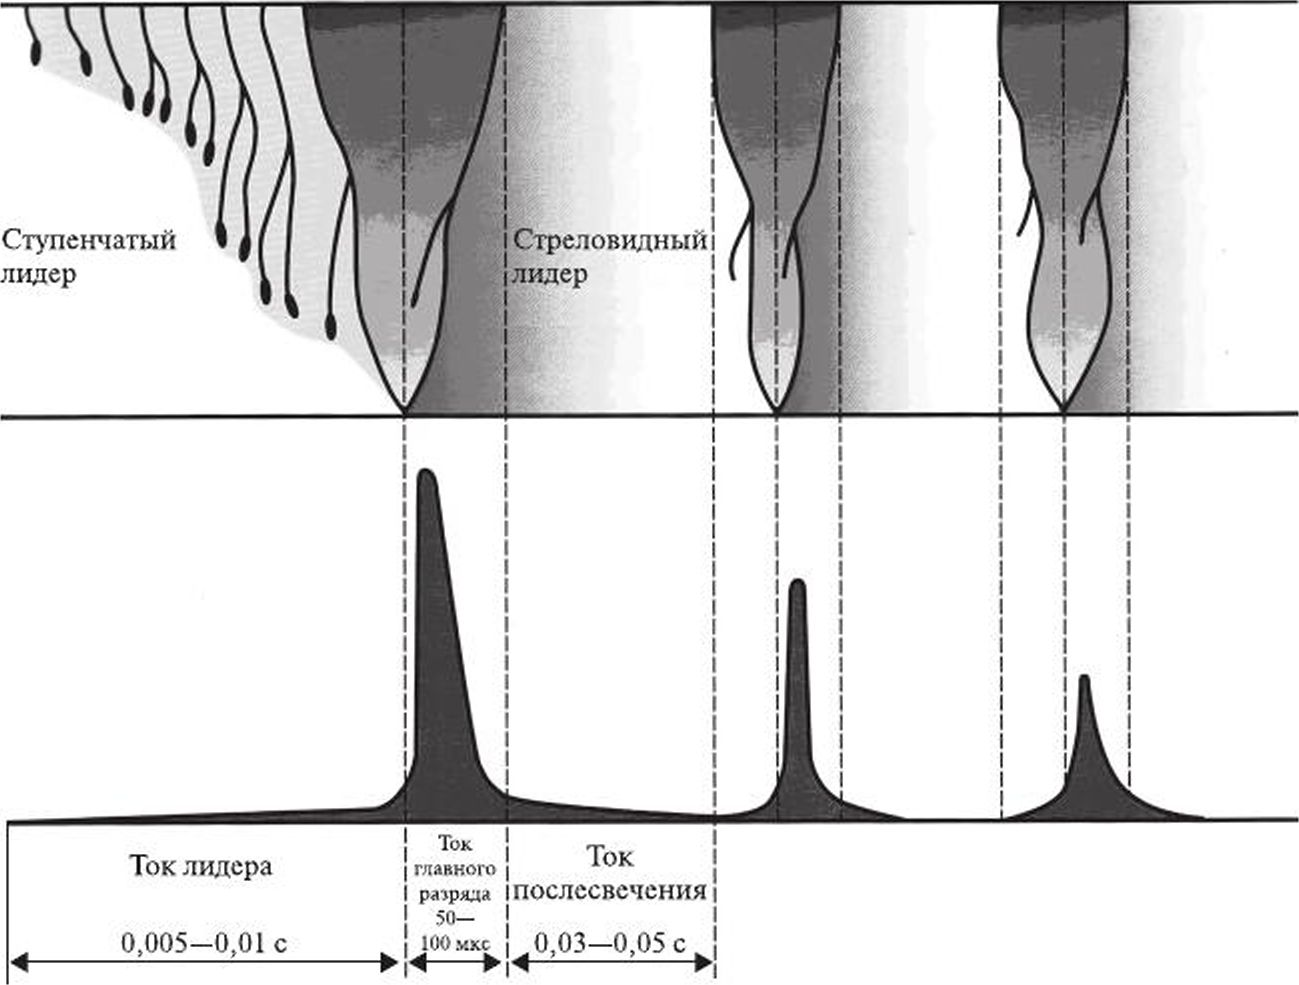 Ступенчатый
лидер
Стреловидный
лидер
Ток лидера
0,005—0,01 с
Ток
главного
разряда
50—
100 мкс
Ток
послесвечения
0,03—0,05 с